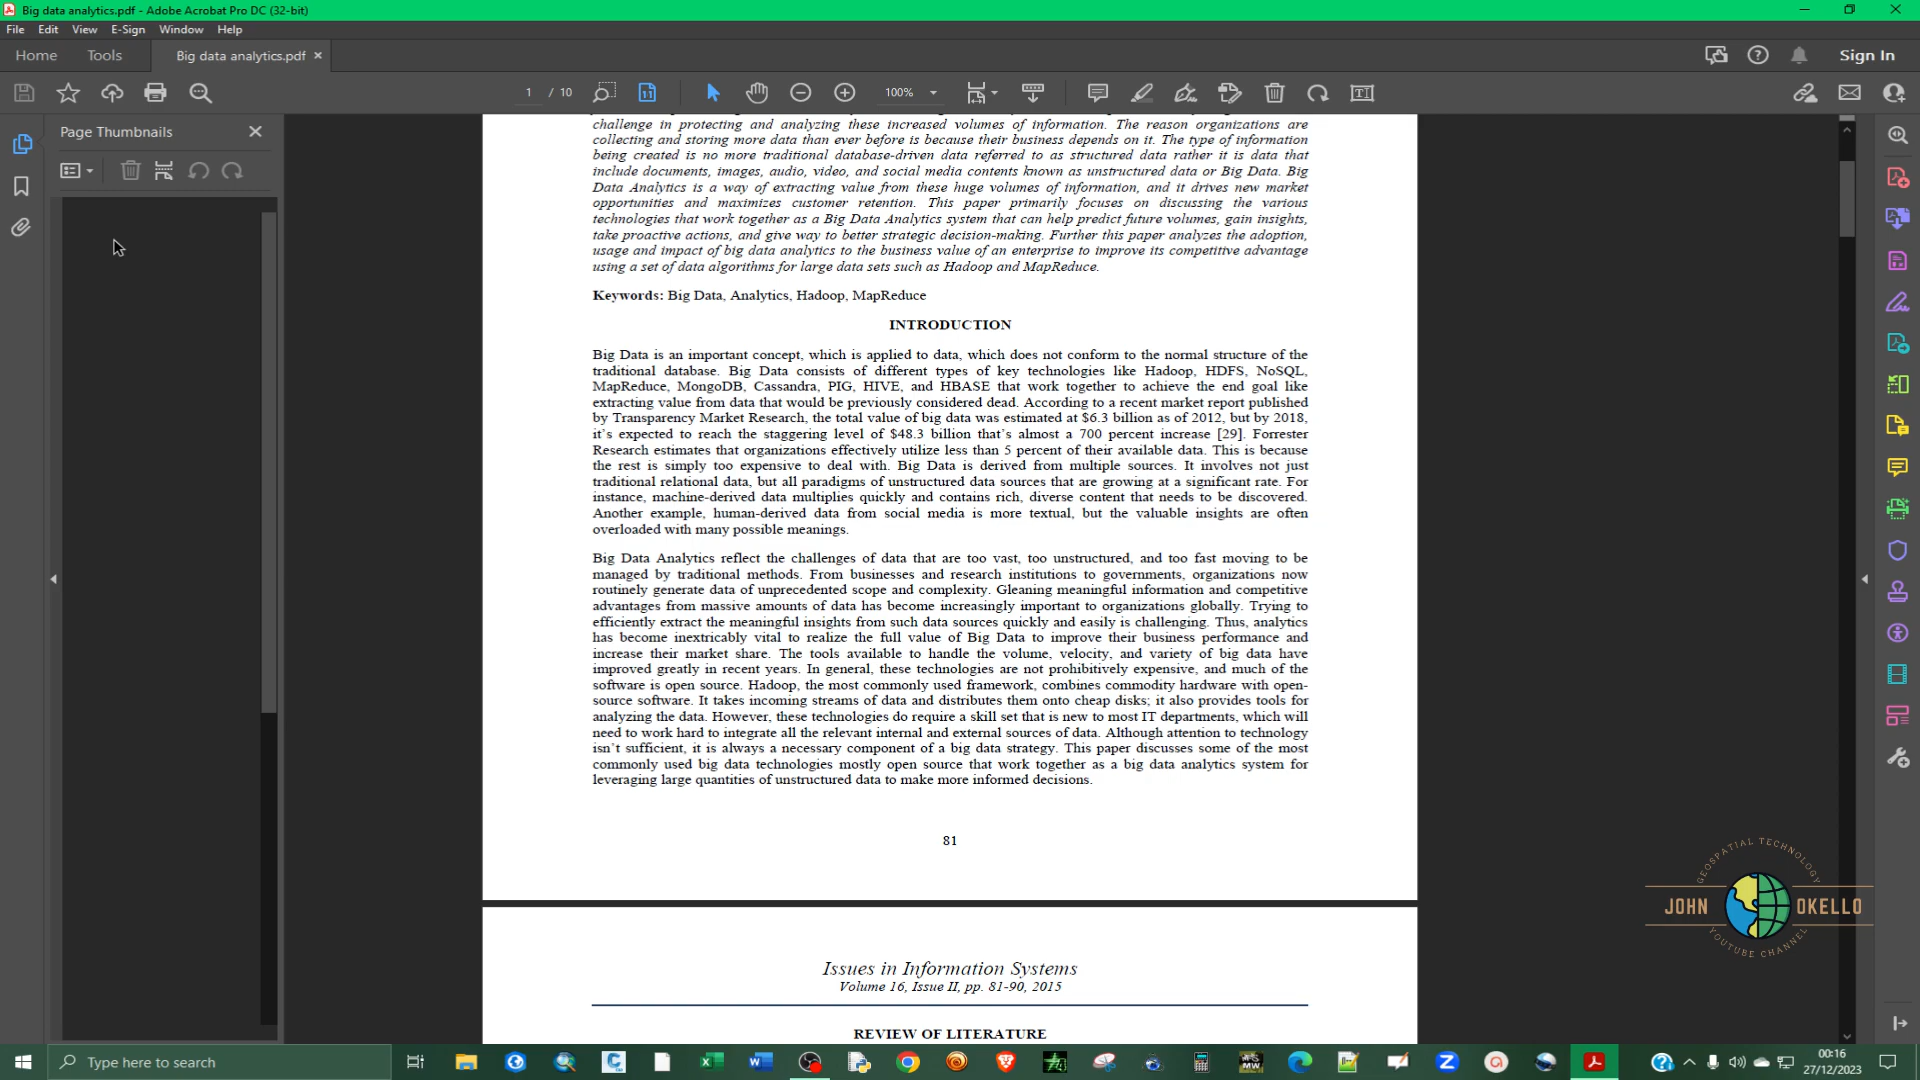 Big data analytics.pdf - Adobe Acrobat Pro DC (32-bit)
File Edit View E-Sign Window Help
Home Tools Big data analytics.pdf × Sign In
1 / 10 100%
Page Thumbnails
challenge in protecting and analyzing these increased volumes of information. The reason organizations are
collecting and storing more data than ever before is because their business depends on it. The type of information
being created is no more traditional database-driven data referred to as structured data rather it is data that
include documents, images, audio, video, and social media contents known as unstructured data or Big Data. Big
Data Analytics is a way of extracting value from these huge volumes of information, and it drives new market
opportunities and maximizes customer retention. This paper primarily focuses on discussing the various
technologies that work together as a Big Data Analytics system that can help predict future volumes, gain insights,
take proactive actions, and give way to better strategic decision-making. Further this paper analyzes the adoption,
usage and impact of big data analytics to the business value of an enterprise to improve its competitive advantage
using a set of data algorithms for large data sets such as Hadoop and MapReduce.
Keywords: Big Data, Analytics, Hadoop, MapReduce
INTRODUCTION
Big Data is an important concept, which is applied to data, which does not conform to the normal structure of the
traditional database. Big Data consists of different types of key technologies like Hadoop, HDFS, NoSQL,
MapReduce, MongoDB, Cassandra, PIG, HIVE, and HBASE that work together to achieve the end goal like
extracting value from data that would be previously considered dead. According to a recent market report published
by Transparency Market Research, the total value of big data was estimated at $6.3 billion as of 2012, but by 2018,
it's expected to reach the staggering level of $48.3 billion that's almost a 700 percent increase [29]. Forrester
Research estimates that organizations effectively utilize less than 5 percent of their available data. This is because
the rest is simply too expensive to deal with. Big Data is derived from multiple sources. It involves not just
traditional relational data, but all paradigms of unstructured data sources that are growing at a significant rate. For
instance, machine-derived data multiplies quickly and contains rich, diverse content that needs to be discovered.
Another example, human-derived data from social media is more textual, but the valuable insights are often
overloaded with many possible meanings.
Big Data Analytics reflect the challenges of data that are too vast, too unstructured, and too fast moving to be
managed by traditional methods. From businesses and research institutions to governments, organizations now
routinely generate data of unprecedented scope and complexity. Gleaning meaningful information and competitive
advantages from massive amounts of data has become increasingly important to organizations globally. Trying to
efficiently extract the meaningful insights from such data sources quickly and easily is challenging. Thus, analytics
has become inextricably vital to realize the full value of Big Data to improve their business performance and
increase their market share. The tools available to handle the volume, velocity, and variety of big data have
improved greatly in recent years. In general, these technologies are not prohibitively expensive, and much of the
software is open source. Hadoop, the most commonly used framework, combines commodity hardware with open-
source software. It takes incoming streams of data and distributes them onto cheap disks; it also provides tools for
analyzing the data. However, these technologies do require a skill set that is new to most IT departments, which will
need to work hard to integrate all the relevant internal and external sources of data. Although attention to technology
isn't sufficient, it is always a necessary component of a big data strategy. This paper discusses some of the most
commonly used big data technologies mostly open source that work together as a big data analytics system for
leveraging large quantities of unstructured data to make more informed decisions.
81
Issues in Information Systems
Volume 16, Issue II, pp. 81-90, 2015
REVIEW OF LITERATURE
GEOSPATIAL TECHNOLOGY
JOHN OKELLO
YOUTUBE CHANNEL
Type here to search
00:16
27/12/2023